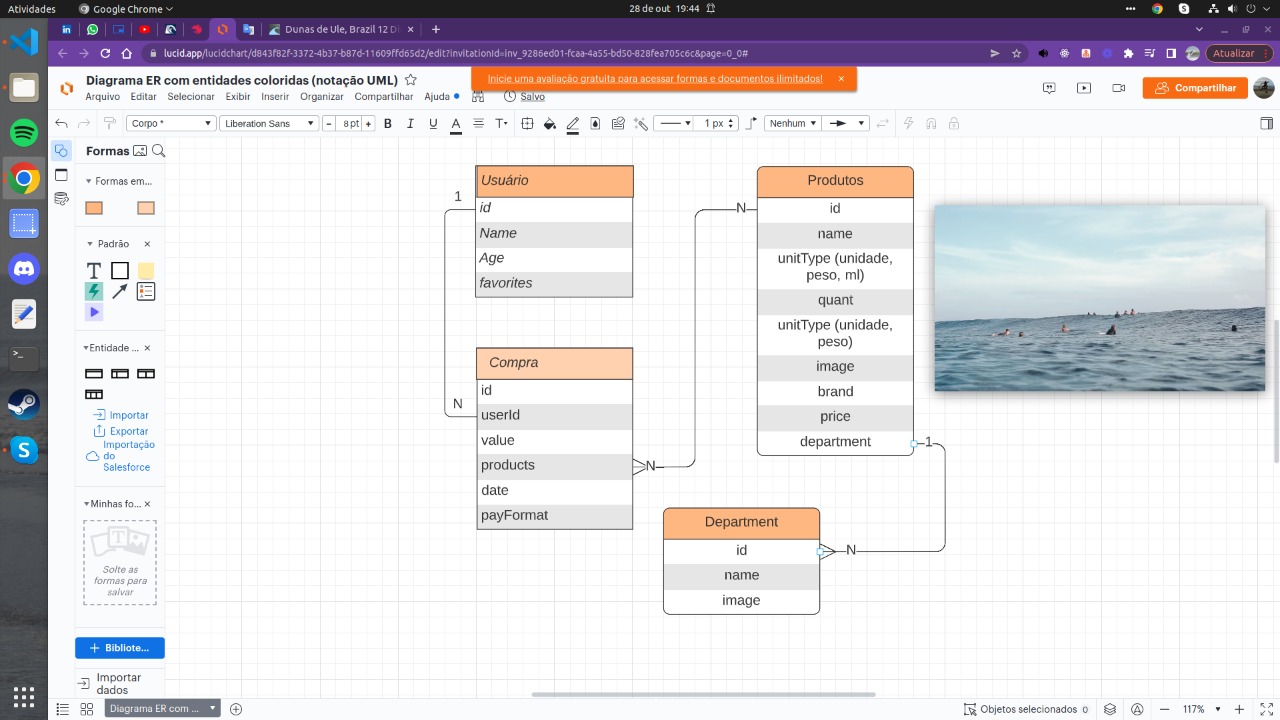 Atividades
Google Chrome
28 de out 19:44
Dunas de Ule, Brazil 12 D
lucid.app/lucidchart/d843f82f-3372-4b37-b87d-11609ffd65d2/edit?invitationId=inv_9286ed01-fcaa-4a55-bd50-828fea705c6c&page=0_0#
Atualizar
Diagrama ER com entidades coloridas (notação UML)
Inicie uma avaliação gratuita para acessar formas e documentos ilimitados!
Arquivo Editar Selecionar Exibir Inserir Organizar Compartilhar Ajuda
Salvo
Compartilhar
Corpo *
Liberation Sans
8 pt
B I U A
T
1 px
Nenhum
Formas
Formas em...
Padrão
T
Entidade ...
Importar
Exportar
Importação
do
Salesforce
Minhas fo...
Solte as
formas para
salvar
+ Bibliote...
Importar
dados
Usuário
id
Name
Age
favorites
1
N
Compra
id
userId
value
products
date
payFormat
N
N
Produtos
id
name
unitType (unidade,
peso, ml)
quant
unitType (unidade,
peso)
image
brand
price
department
1
N
Department
id
name
image
Diagrama ER com ...
Objetos selecionados 0
117%